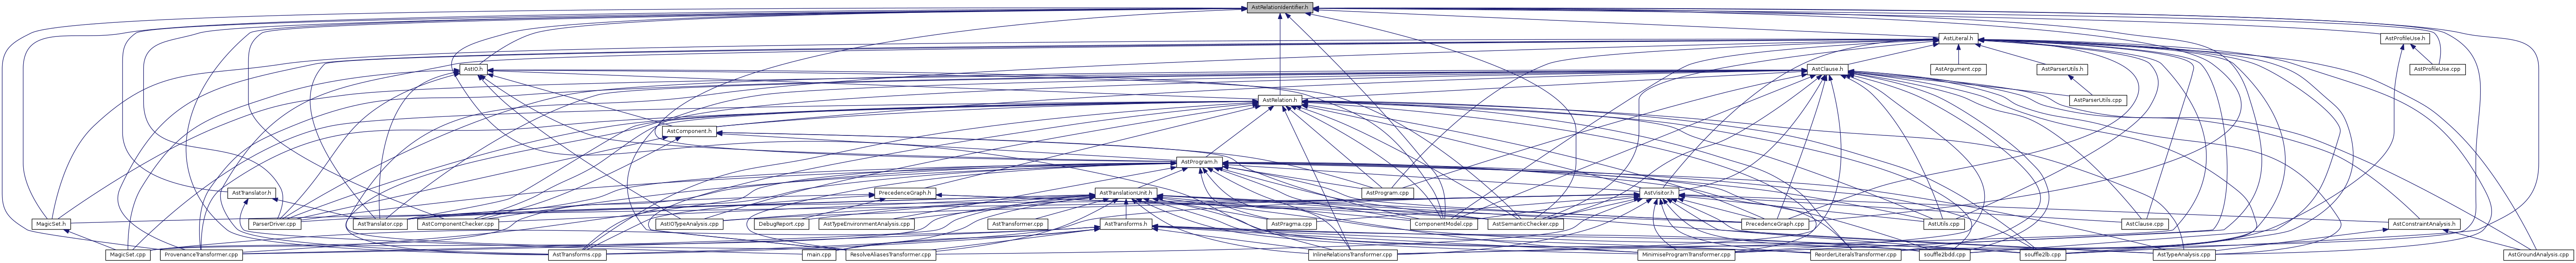 AstRelationIdentifier.h
AstLiteral.h
AstProfileUse.h
AstIO.h
AstClause.h
AstArgument.cpp
AstParserUtils.h
AstProfileUse.cpp
AstRelation.h
AstParserUtils.cpp
AstComponent.h
AstProgram.h
AstTranslator.h
PrecedenceGraph.h
AstTranslationUnit.h
AstProgram.cpp
AstVisitor.h
MagicSet.h
ParserDriver.cpp
AstTranslator.cpp
AstComponentChecker.cpp
AstIOTypeAnalysis.cpp
DebugReport.cpp
AstTypeEnvironmentAnalysis.cpp
AstTransformer.cpp
AstTransforms.h
AstPragma.cpp
ComponentModel.cpp
AstSemanticChecker.cpp
PrecedenceGraph.cpp
AstUtils.cpp
AstClause.cpp
AstConstraintAnalysis.h
MagicSet.cpp
ProvenanceTransformer.cpp
AstTransforms.cpp
main.cpp
ResolveAliasesTransformer.cpp
InlineRelationsTransformer.cpp
MinimiseProgramTransformer.cpp
ReorderLiteralsTransformer.cpp
souffle2bdd.cpp
souffle2lb.cpp
AstTypeAnalysis.cpp
AstGroundAnalysis.cpp